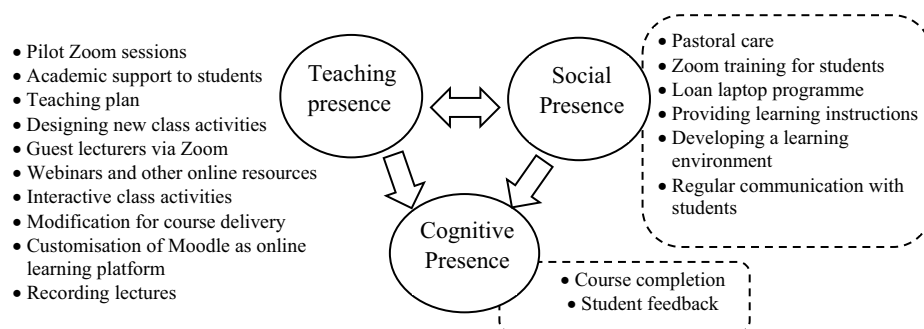 • Pilot Zoom sessions
• Academic support to students
• Teaching plan
• Designing new class activities
• Guest lecturers via Zoom
• Webinars and other online resources
• Interactive class activities
• Modification for course delivery
• Customisation of Moodle as online
learning platform
• Recording lectures
Teaching
presence
Social
Presence
Cognitive
Presence
• Pastoral care
• Zoom training for students
• Loan laptop programme
• Providing learning instructions
• Developing a learning
environment
• Regular communication with
students
• Course completion
• Student feedback